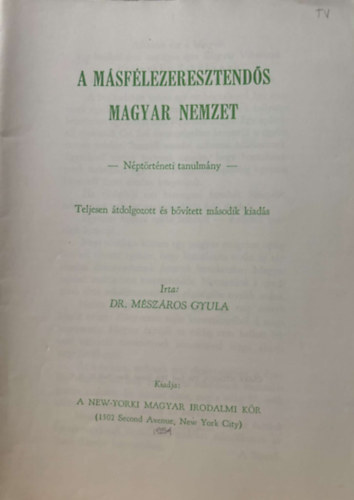 TV
A MÁSFÉLEZERESZTENDŐS
MAGYAR NEMZET
— Néptörténeti tanulmány —
Teljesen átdolgozott és bővített második kiadás
Irta:
DR. MÉSZÁROS GYULA
Kiadja:
A NEW-YORKI MAGYAR IRODALMI KÖR
(1502 Second Avenue, New York City)